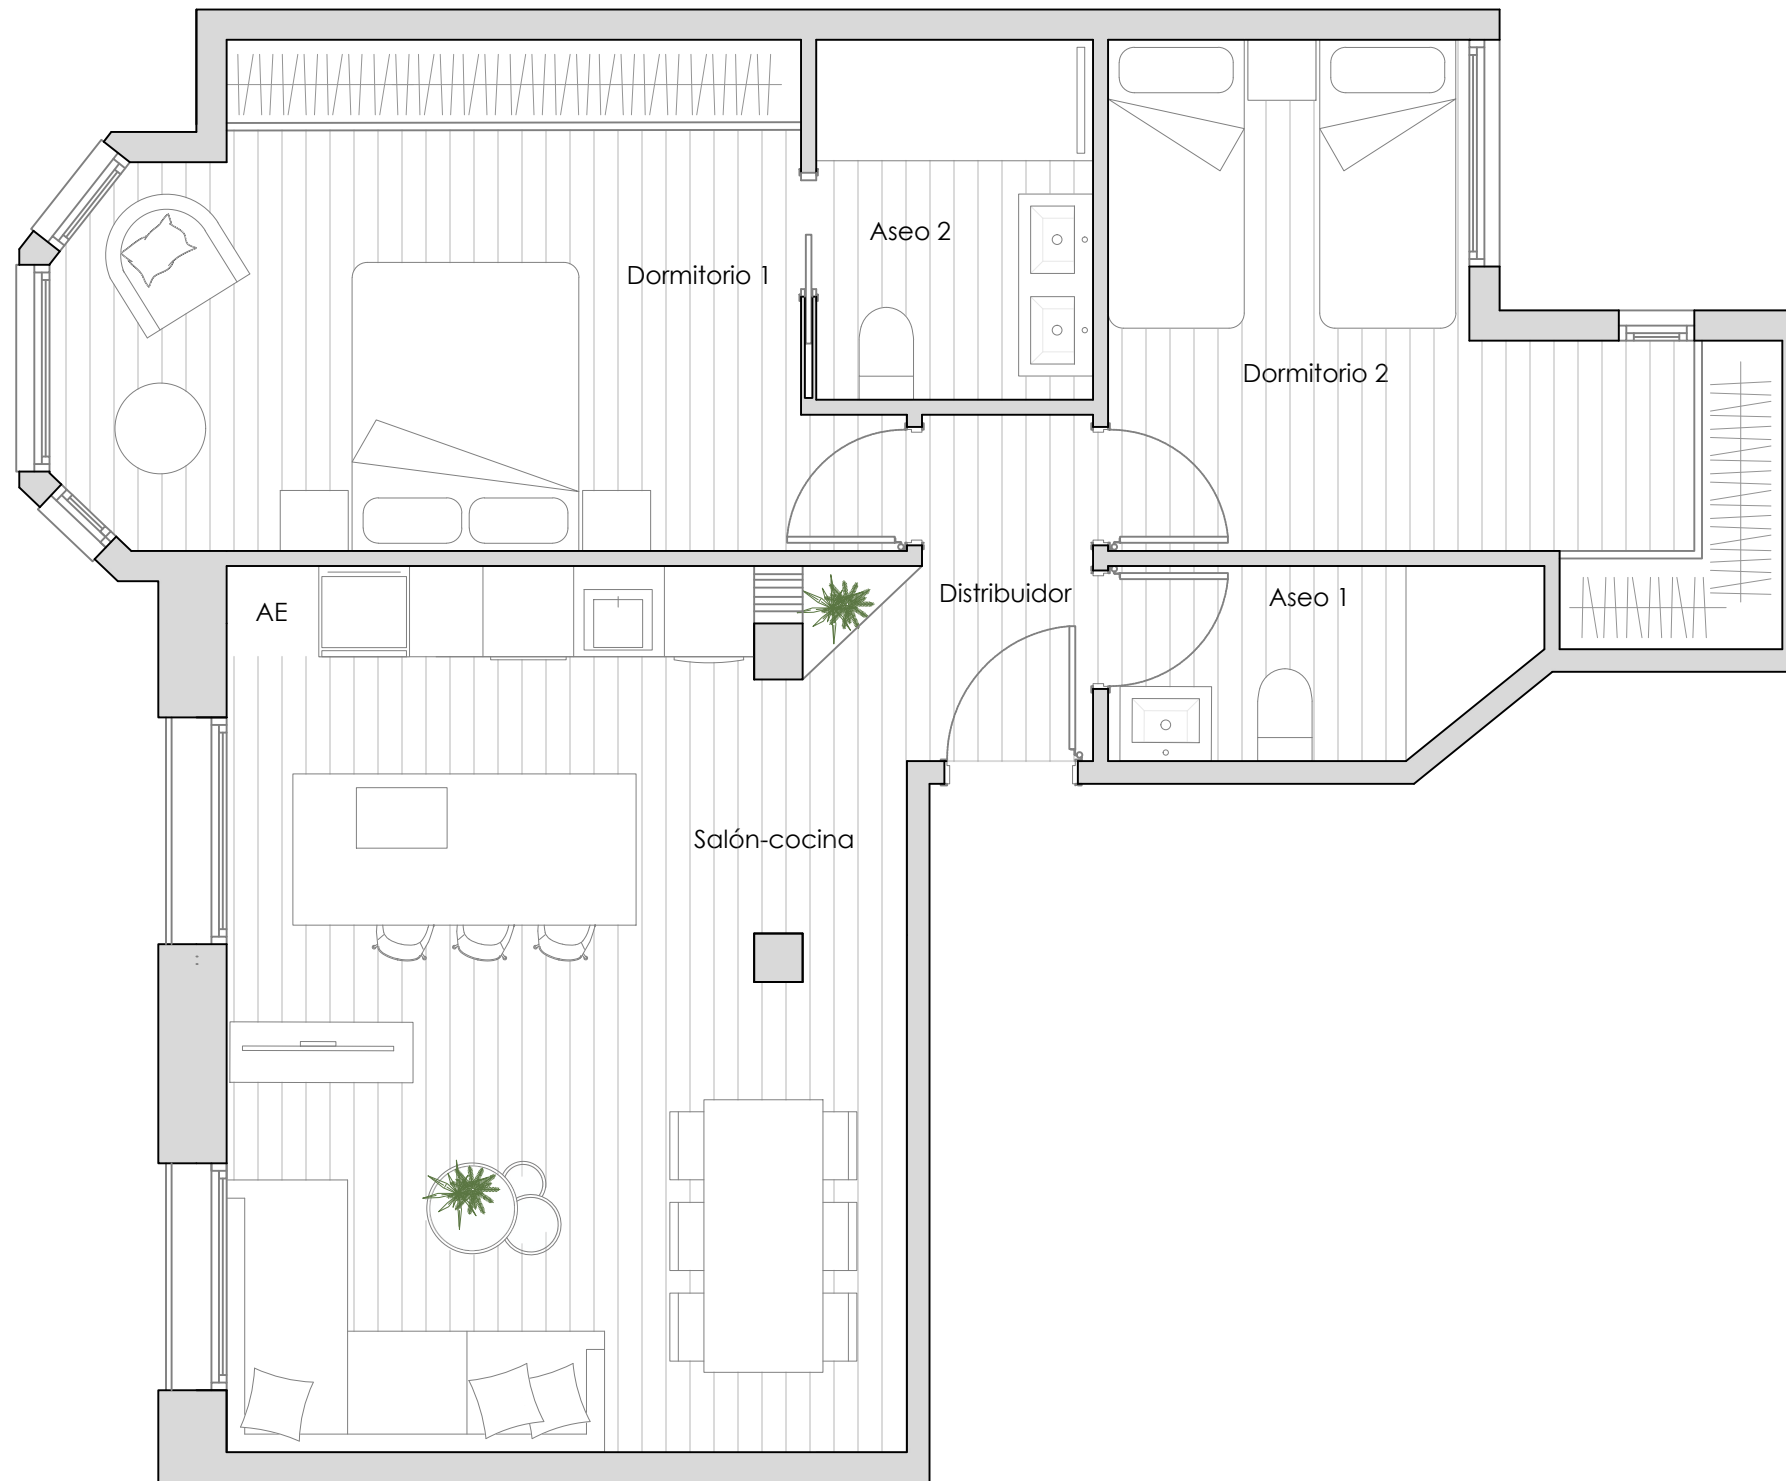 Aseo 2
Dormitorio 1
Dormitorio 2
AE
Distribuidor
Aseo 1
Salón-cocina